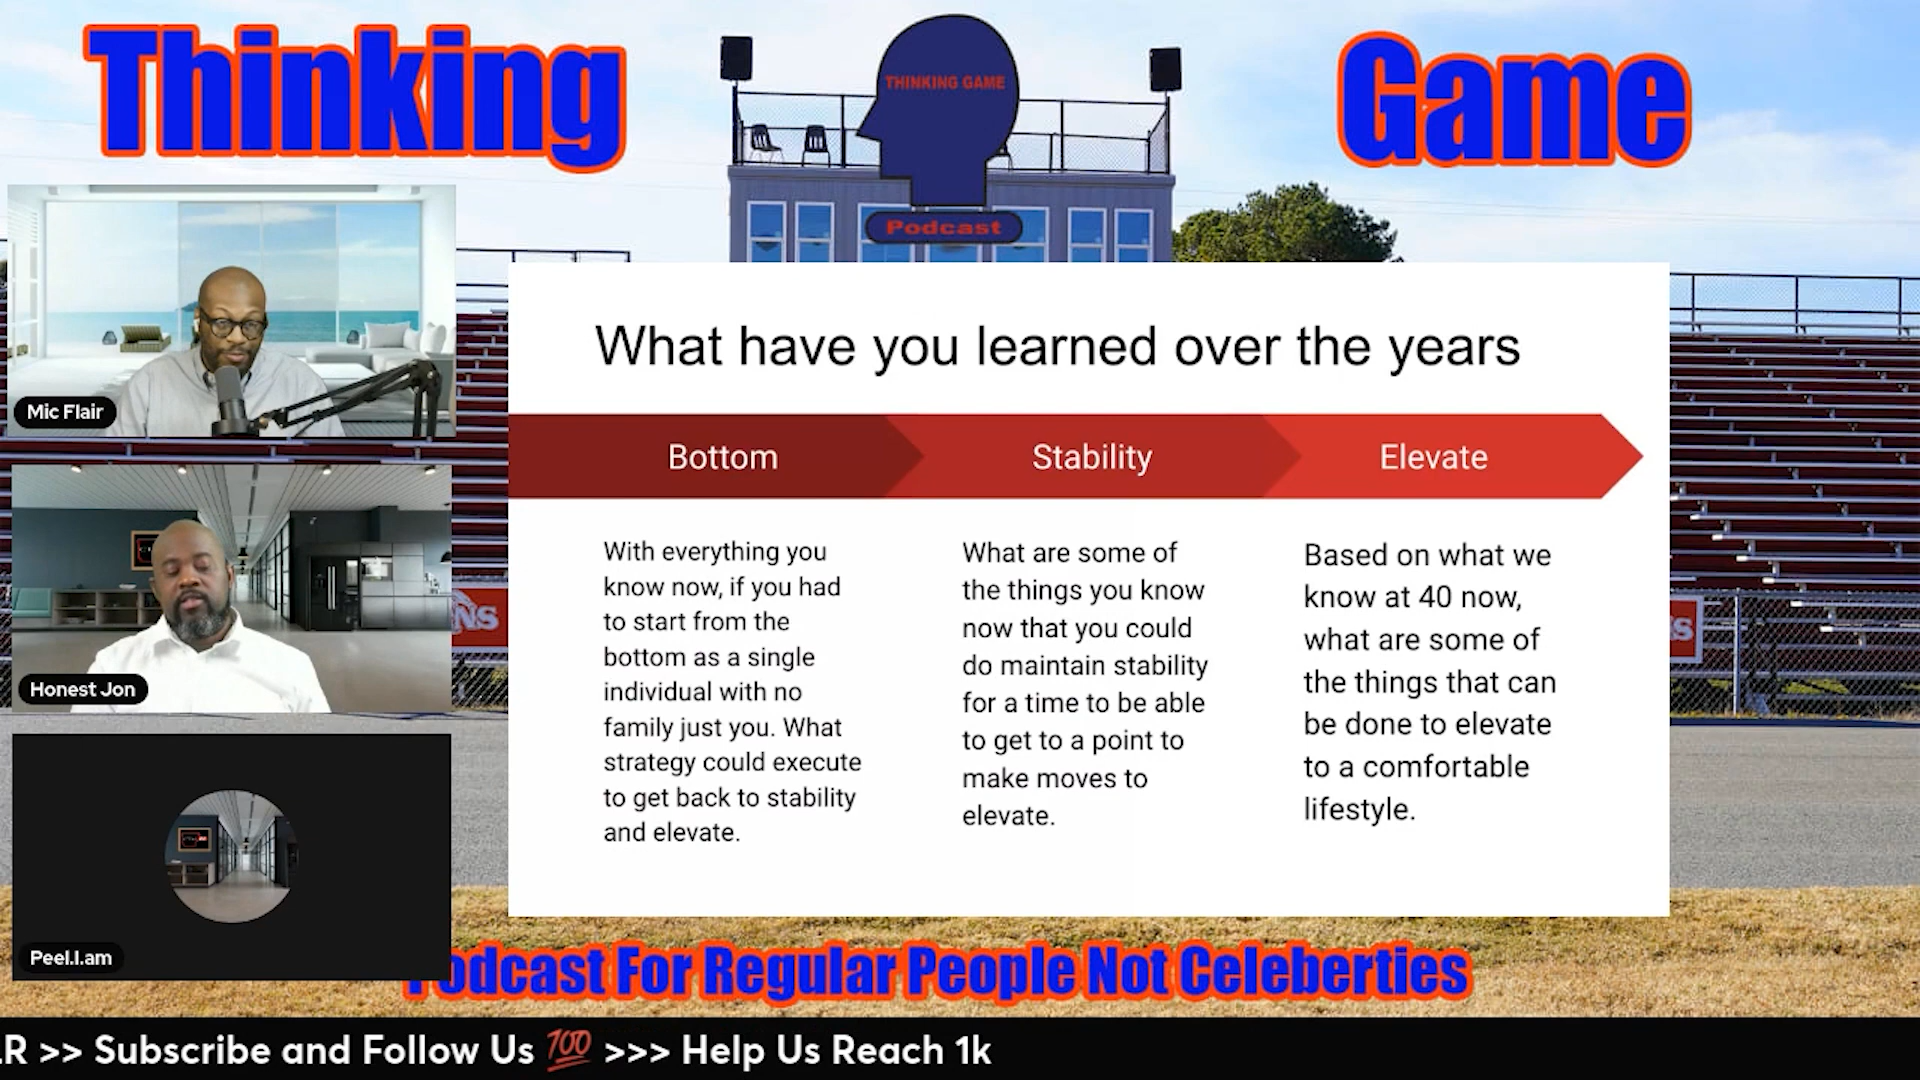 Thinking
Game
THINKING GAME
Podcast
What have you learned over the years
Bottom
Stability
Elevate
With everything you
know now, if you had
to start from the
bottom as a single
individual with no
family just you. What
strategy could execute
to get back to stability
and elevate.
What are some of
the things you know
now that you could
do maintain stability
for a time to be able
to get to a point to
make moves to
elevate.
Based on what we
know at 40 now,
what are some of
the things that can
be done to elevate
to a comfortable
lifestyle.
Mic Flair
Honest Jon
Peel.I.am
Podcast For Regular People Not Celeberties
R >> Subscribe and Follow Us 💯 >>> Help Us Reach 1k